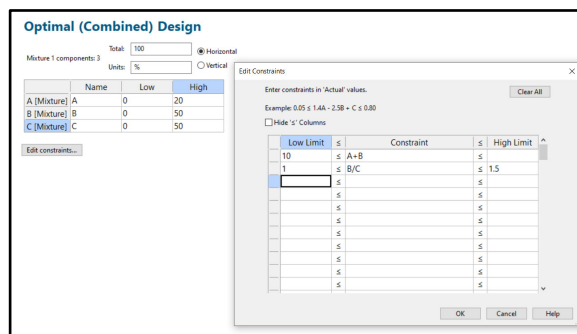 Optimal (Combined) Design
Mixture 1 components: 3
Total: 100
Units: %
Horizontal
Vertical
Name Low High
A [Mixture] A 0 20
B [Mixture] B 0 50
C [Mixture] C 0 50
Edit constraints...
Edit Constraints
Enter constraints in 'Actual' values.
Clear All
Example: 0.05 ≤ 1.4A - 2.5B + C ≤ 0.80
Hide '≤' Columns
Low Limit ≤ Constraint ≤ High Limit
10 ≤ A+B ≤
1 ≤ B/C ≤ 1.5
≤ ≤
≤ ≤
≤ ≤
≤ ≤
≤ ≤
≤ ≤
≤ ≤
≤ ≤
≤ ≤
OK Cancel Help